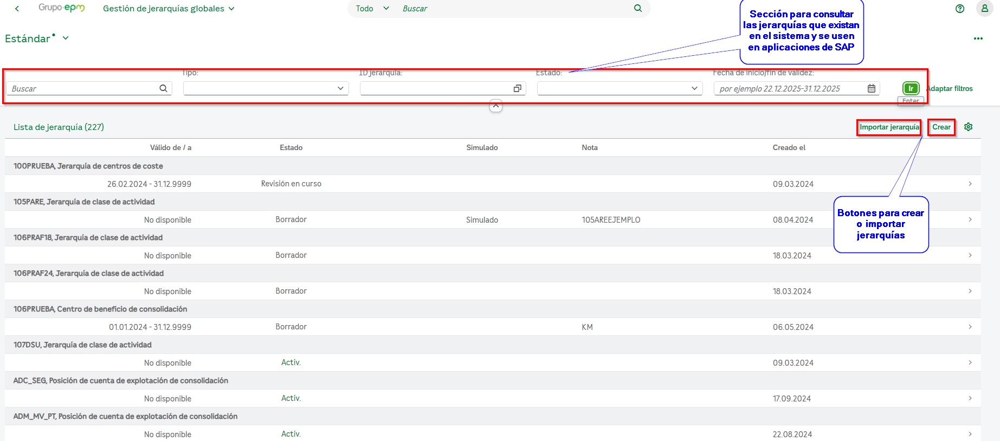 Grupo·epm
Gestión de jerarquías globales
Todo
Buscar
Sección para consultar
las jerarquías que existan
en el sistema y se usen
en aplicaciones de SAP
Estándar
Tipo:
ID jerarquía:
Estado:
Fecha de inicio/fin de validez:
Buscar
por ejemplo 22.12.2025-31.12.2025
Ir
Adaptar filtros
Enter
Lista de jerarquía (227)
Importar jerarquía
Crear
Válido de / a
Estado
Simulado
Nota
Creado el
100PRUEBA, Jerarquía de centros de coste
26.02.2024 - 31.12.9999
Revisión en curso
09.03.2024
105PARE, Jerarquía de clase de actividad
No disponible
Borrador
Simulado
105AREEJEMPLO
08.04.2024
Botones para crear
o importar
jerarquías
106PRAF18, Jerarquía de clase de actividad
No disponible
Borrador
18.03.2024
106PRAF24, Jerarquía de clase de actividad
No disponible
Borrador
18.03.2024
106PRUEBA, Centro de beneficio de consolidación
01.01.2024 - 31.12.9999
Borrador
KM
06.05.2024
107DSU, Jerarquía de clase de actividad
No disponible
Activ.
09.03.2024
ADC_SEG, Posición de cuenta de explotación de consolidación
No disponible
Activ.
17.09.2024
ADM_MV_PT, Posición de cuenta de explotación de consolidación
No disponible
Activ.
22.08.2024